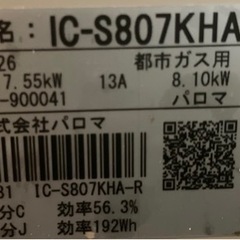 名：IC-S807KHA
26 都市ガス用
7.55kW 13A 8.10kW
-900041 パロマ
式会社パロマ
31 IC-S807KHA-R
分C 効率56.3%
分J 効率192Wh